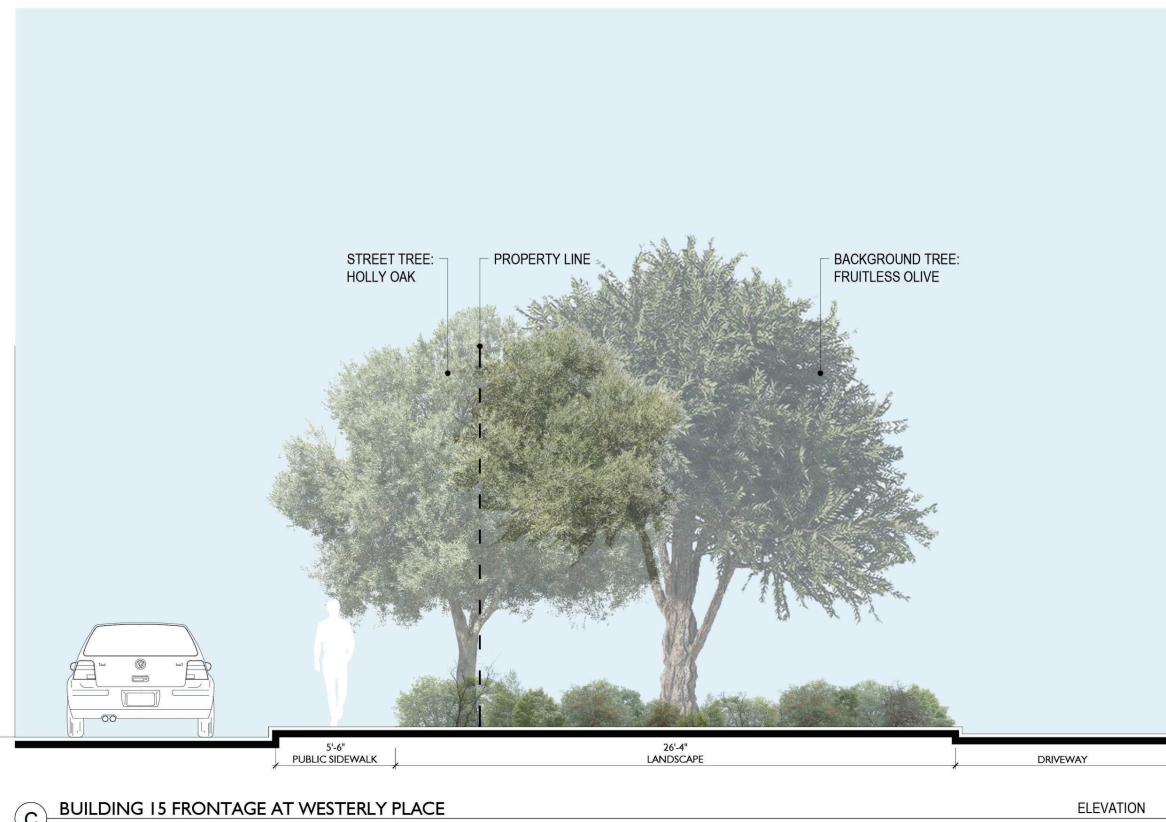 STREET TREE:
HOLLY OAK
PROPERTY LINE
BACKGROUND TREE:
FRUITLESS OLIVE
5'-6"
PUBLIC SIDEWALK
26'-4"
LANDSCAPE
DRIVEWAY
C
BUILDING 15 FRONTAGE AT WESTERLY PLACE
ELEVATION